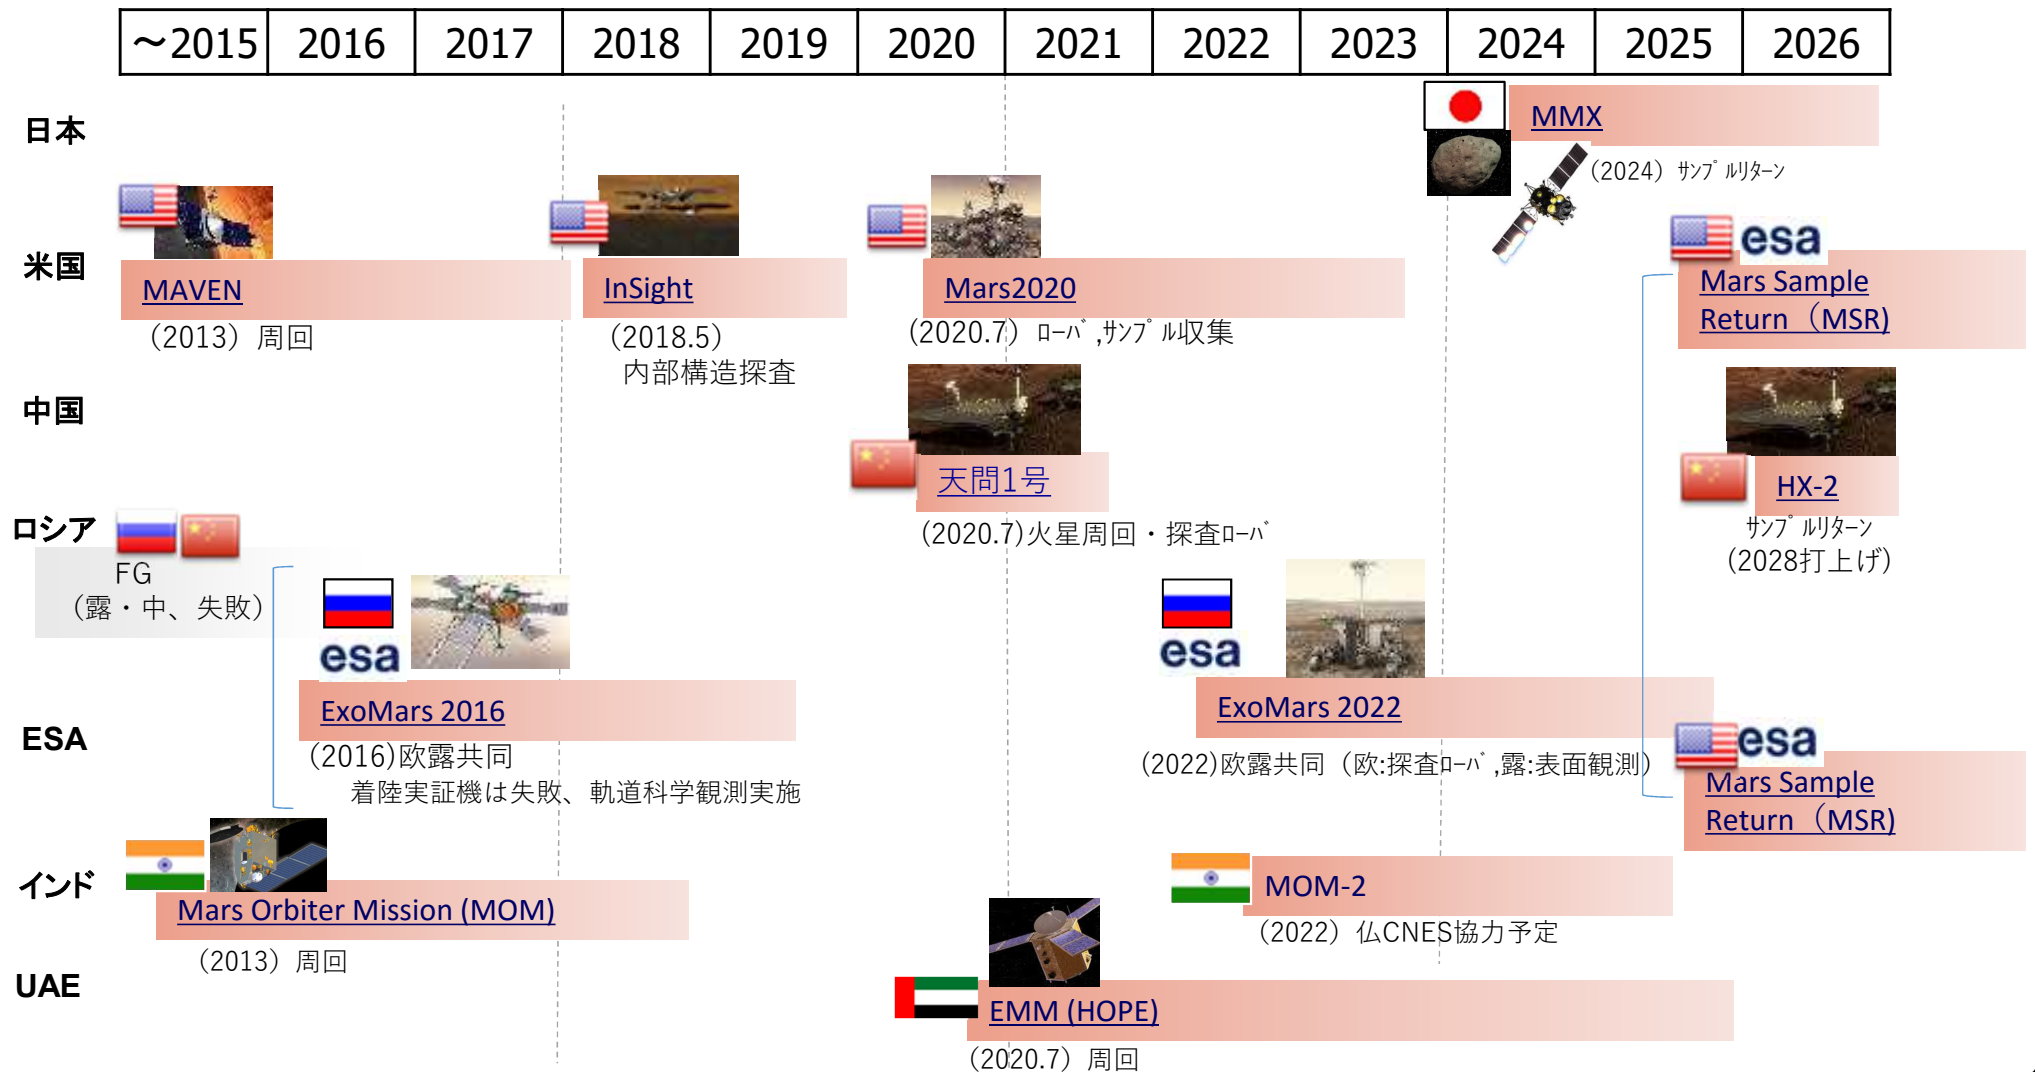 ～2015 2016 2017 2018 2019 2020 2021 2022 2023 2024 2025 2026
日本
MMX
(2024) ｻﾝﾌﾟﾙﾘﾀｰﾝ
米国
MAVEN
(2013) 周回
InSight
(2018.5)
内部構造探査
Mars2020
(2020.7) ﾛｰﾊﾞ,ｻﾝﾌﾟﾙ収集
esa
Mars Sample
Return（MSR)
中国
天問1号
(2020.7)火星周回・探査ﾛｰﾊﾞ
HX-2
ｻﾝﾌﾟﾙﾘﾀｰﾝ
(2028打上げ)
ロシア
FG
（露・中、失敗）
esa
ExoMars 2016
(2016)欧露共同
着陸実証機は失敗、軌道科学観測実施
esa
ExoMars 2022
(2022)欧露共同（欧:探査ﾛｰﾊﾞ,露:表面観測）
ESA
esa
Mars Sample
Return（MSR)
インド
Mars Orbiter Mission (MOM)
(2013) 周回
MOM-2
(2022) 仏CNES協力予定
UAE
EMM (HOPE)
(2020.7) 周回